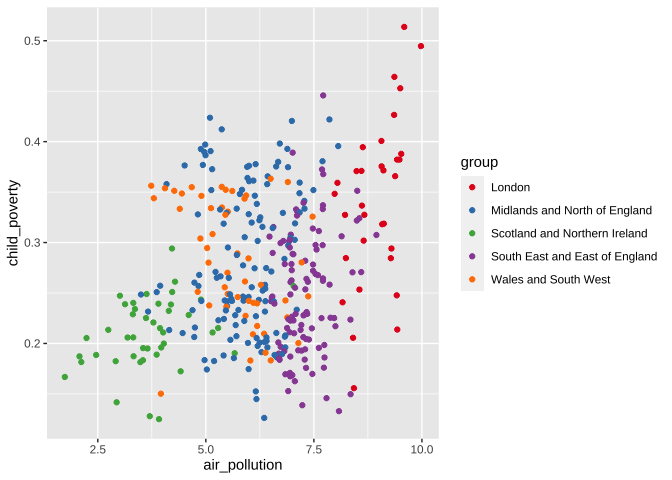 0.5
0.4
0.3
0.2
child_poverty
2.5
5.0
7.5
10.0
air_pollution
group
London
Midlands and North of England
Scotland and Northern Ireland
South East and East of England
Wales and South West